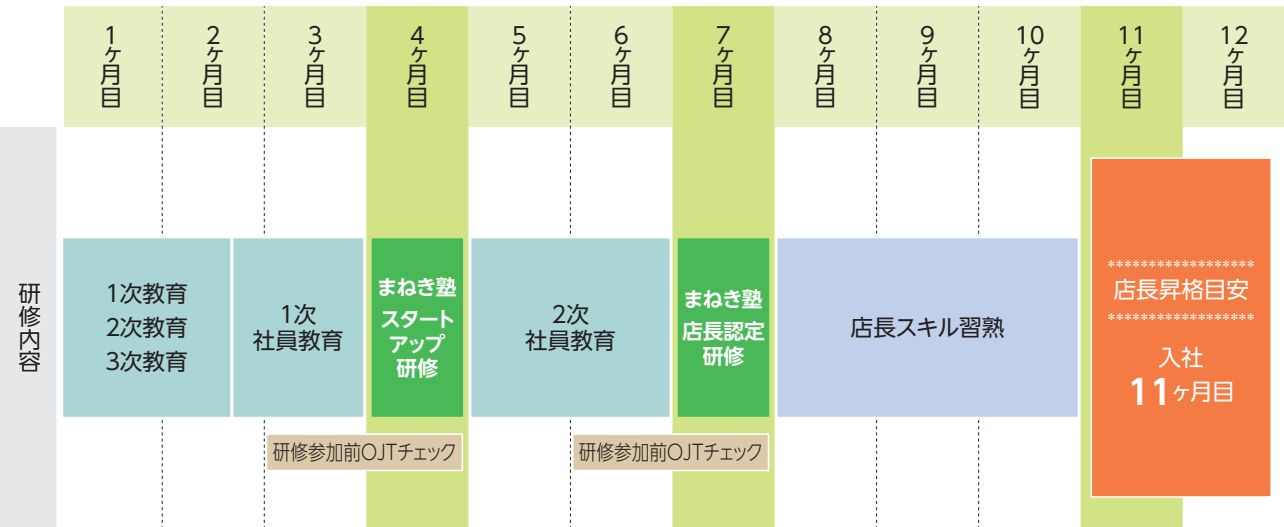 1ヶ月目
2ヶ月目
3ヶ月目
4ヶ月目
5ヶ月目
6ヶ月目
7ヶ月目
8ヶ月目
9ヶ月目
10ヶ月目
11ヶ月目
12ヶ月目
研修内容
1次教育
2次教育
3次教育
1次
社員教育
まねき塾
スタート
アップ
研修
2次
社員教育
まねき塾
店長認定
研修
店長スキル習熟
******************
店長昇格目安
******************
入社
11ヶ月目
研修参加前OJTチェック
研修参加前OJTチェック